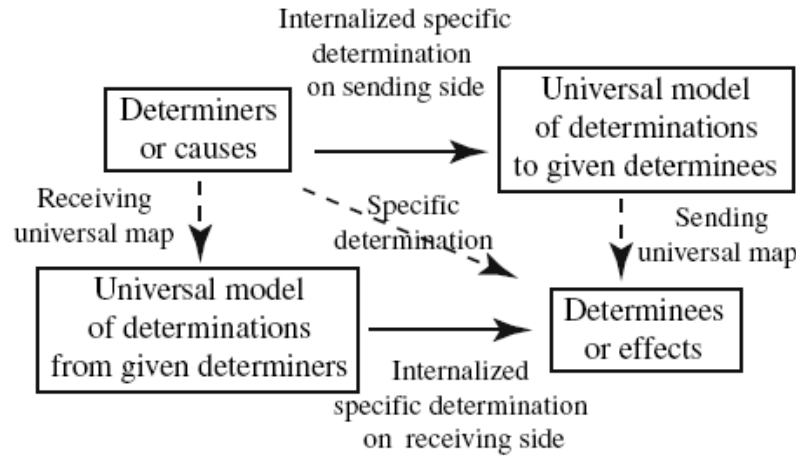 Internalized specific
determination
on sending side
Determiners
or causes
Universal model
of determinations
to given determinees
Receiving
universal map
Specific
determination
Sending
universal map
Universal model
of determinations
from given determiners
Determinees
or effects
Internalized
specific determination
on receiving side